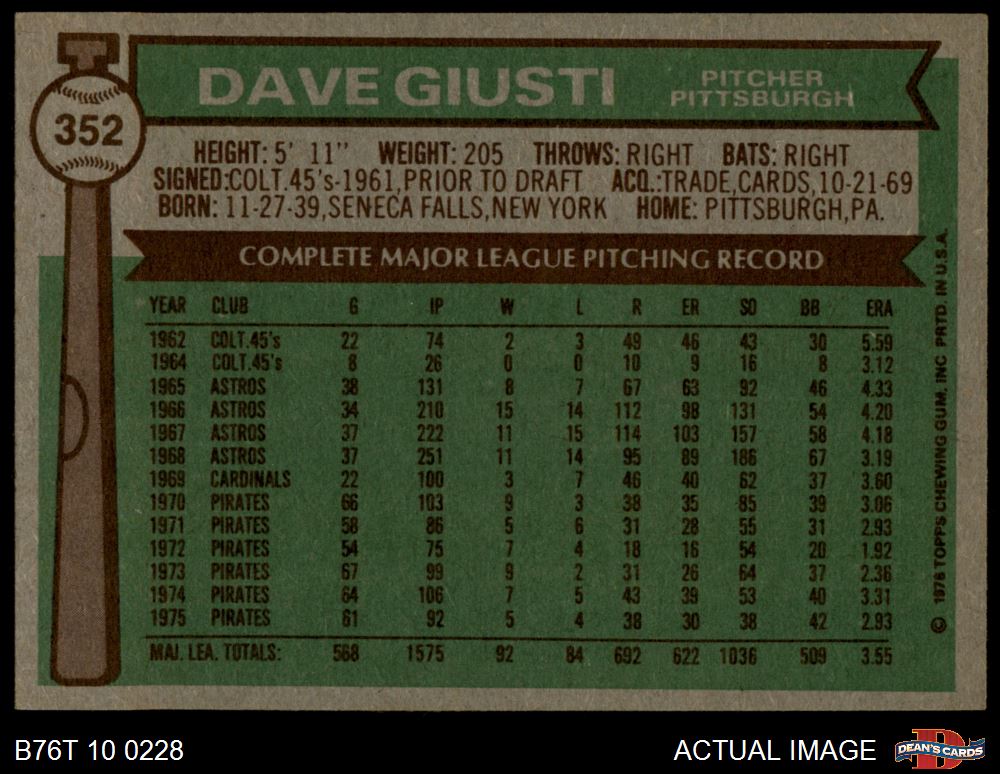 352
DAVE GIUSTI PITCHER
PITTSBURGH
HEIGHT: 5' 11" WEIGHT: 205 THROWS: RIGHT BATS: RIGHT
SIGNED:COLT.45's-1961,PRIOR TO DRAFT ACQ.:TRADE,CARDS,10-21-69
BORN: 11-27-39,SENECA FALLS,NEW YORK HOME: PITTSBURGH,PA.
COMPLETE MAJOR LEAGUE PITCHING RECORD
YEAR CLUB G IP W L R ER SO BB ERA
1962 COLT.45's 22 74 2 3 49 46 43 30 5.59
1964 COLT.45's 8 26 0 0 10 9 16 8 3.12
1965 ASTROS 38 131 8 7 67 63 92 46 4.33
1966 ASTROS 34 210 15 14 112 98 131 54 4.20
1967 ASTROS 37 222 11 15 114 103 157 58 4.18
1968 ASTROS 37 251 11 14 95 89 186 67 3.19
1969 CARDINALS 22 100 3 7 46 40 62 37 3.60
1970 PIRATES 66 103 9 3 38 35 85 39 3.06
1971 PIRATES 58 86 5 6 31 28 55 31 2.93
1972 PIRATES 54 75 7 4 18 16 54 20 1.92
1973 PIRATES 67 99 9 2 31 26 64 37 2.36
1974 PIRATES 64 106 7 5 43 39 53 40 3.31
1975 PIRATES 61 92 5 4 38 30 38 42 2.93
MAJ. LEA. TOTALS: 568 1575 92 84 692 622 1036 509 3.55
© 1976 TOPPS CHEWING GUM, INC PRTD. IN U.S.A.
B76T 10 0228 ACTUAL IMAGE DEAN'S CARDS